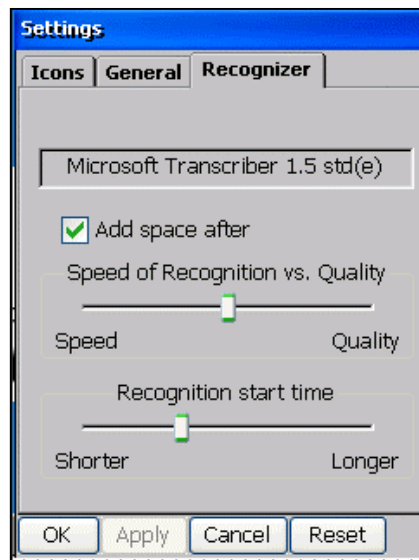 Settings
Icons General Recognizer
Microsoft Transcriber 1.5 std(e)
Add space after
Speed of Recognition vs. Quality
Speed Quality
Recognition start time
Shorter Longer
OK Apply Cancel Reset